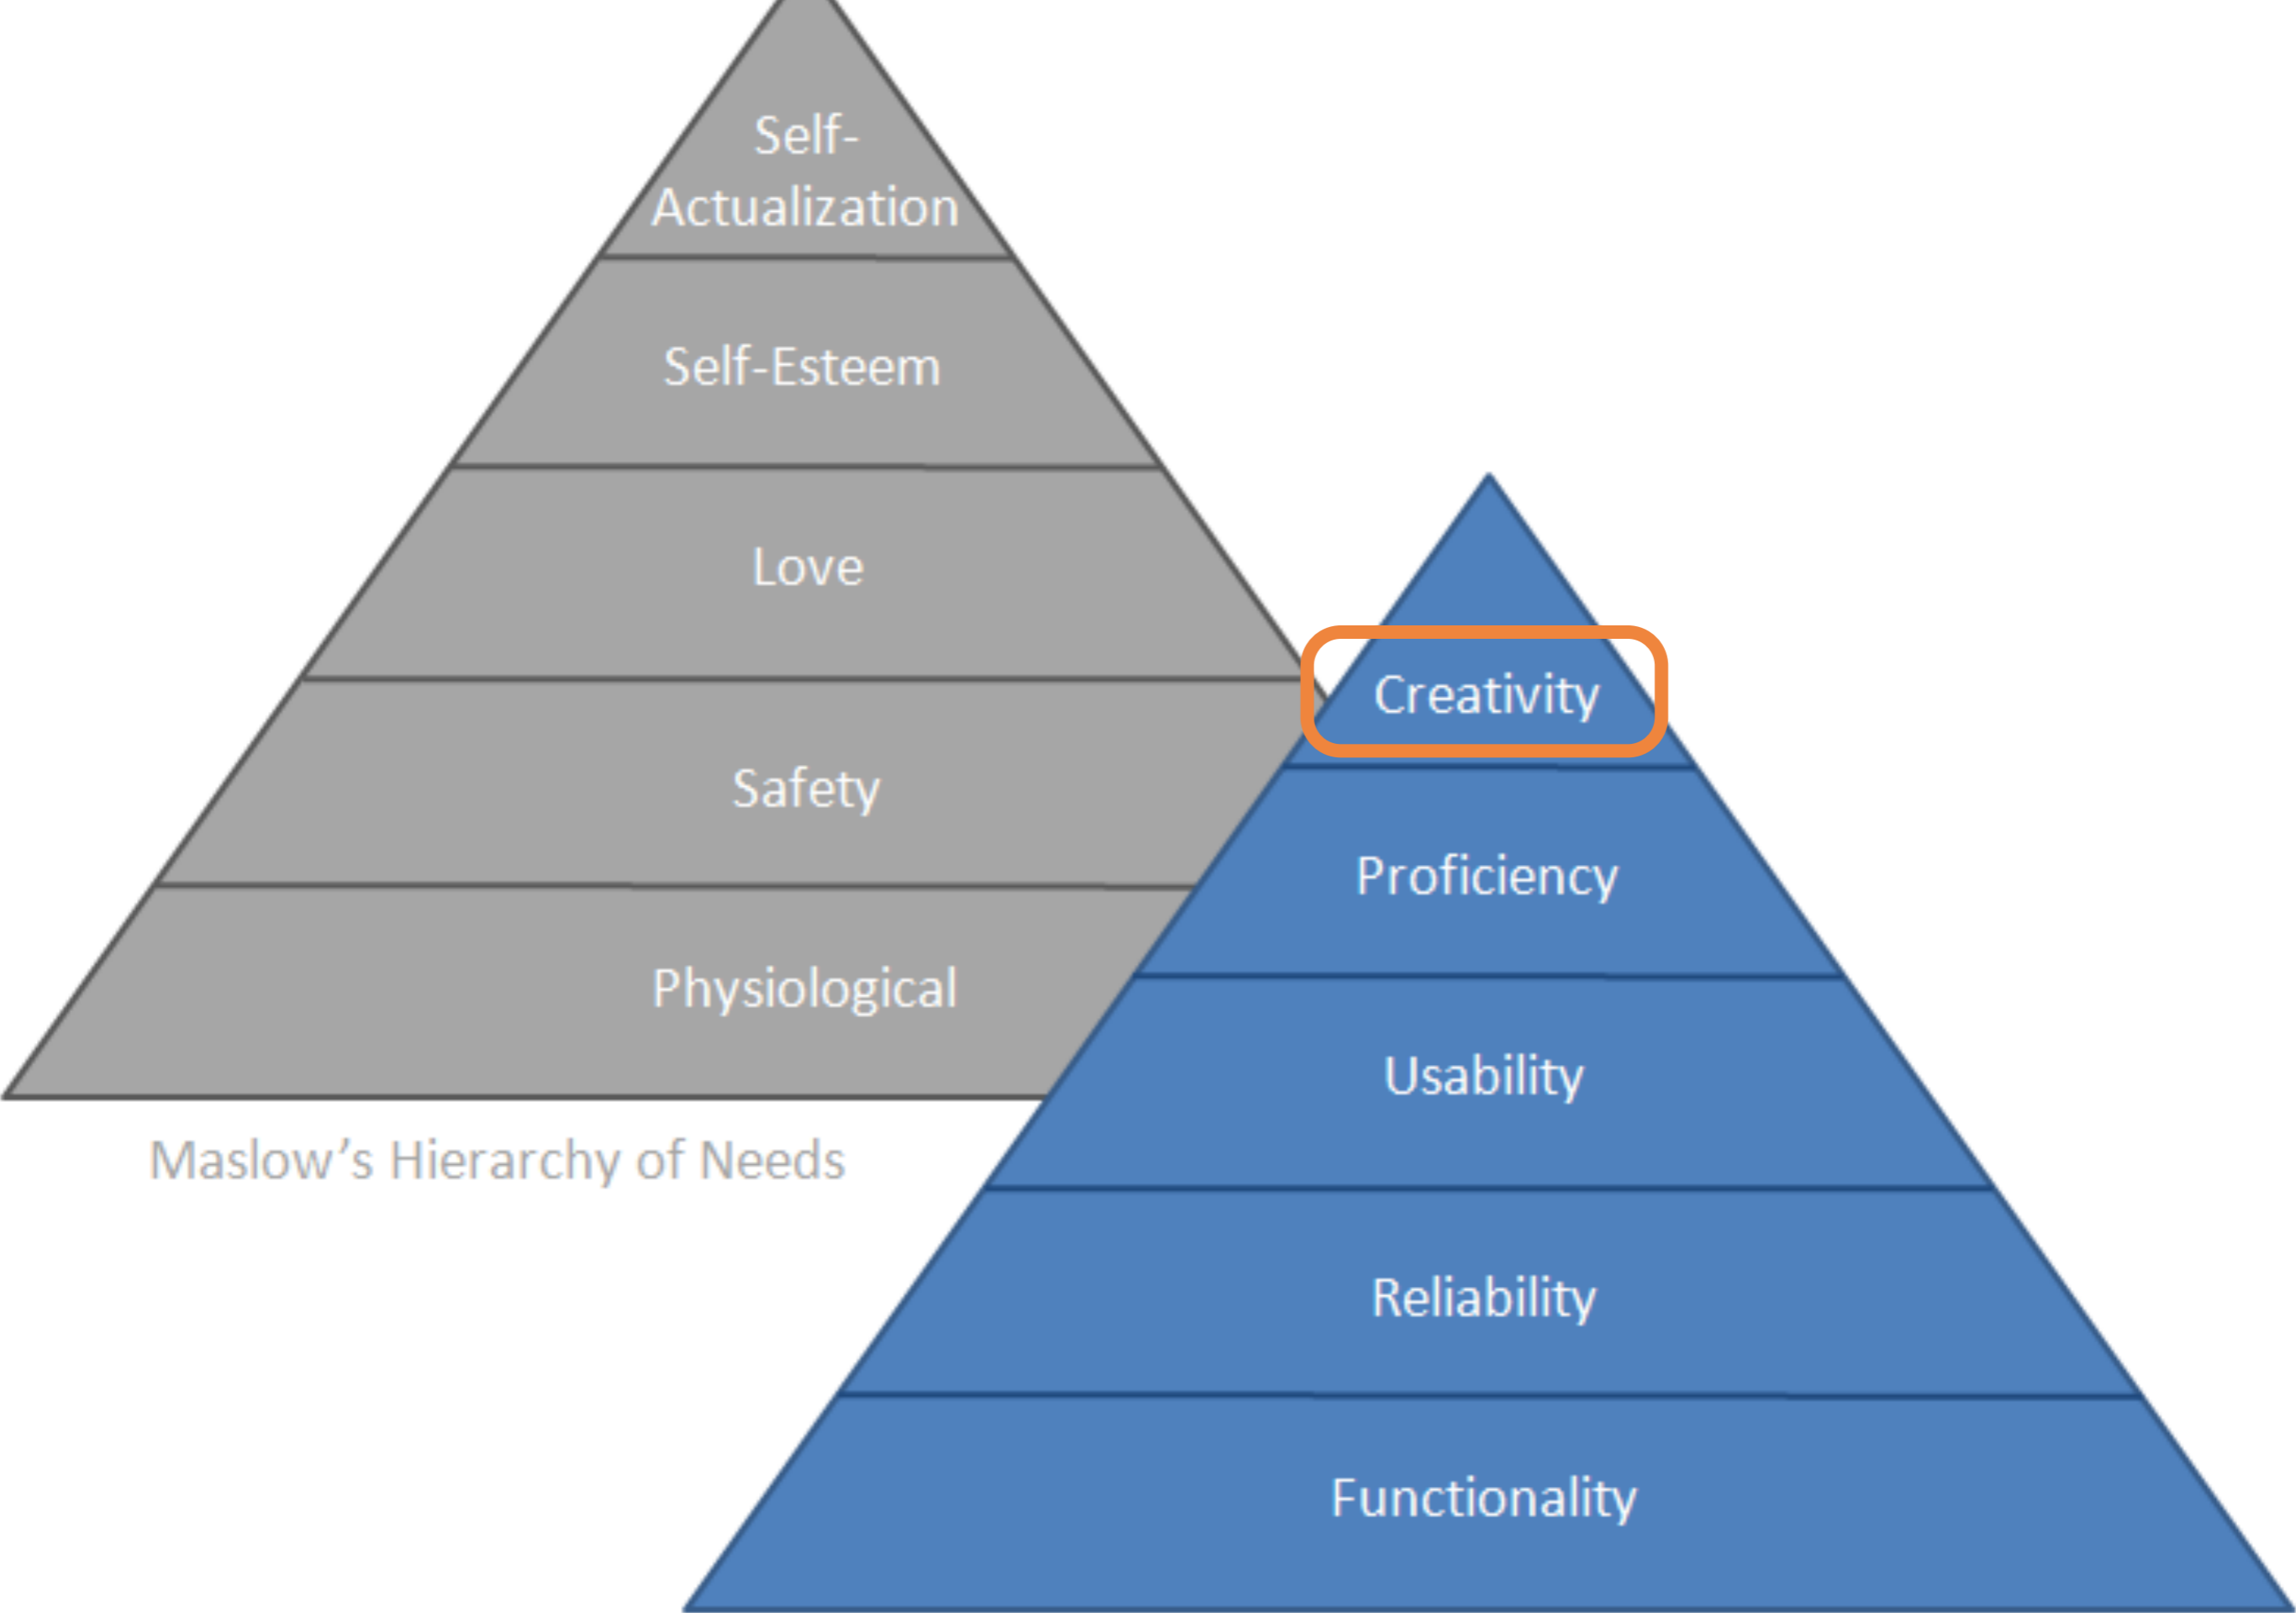 Self-
Actualization
Self-Esteem
Love
Safety
Physiological
Maslow’s Hierarchy of Needs
Creativity
Proficiency
Usability
Reliability
Functionality